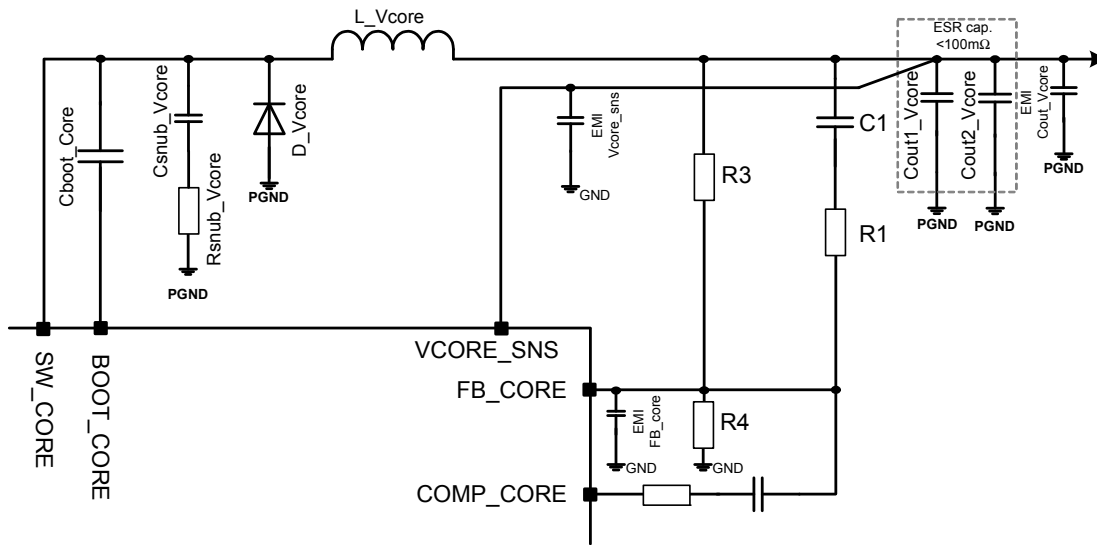 L_Vcore
ESR cap.
<100mΩ
Cboot_Core
Csnub_Vcore
Rsnub_Vcore
PGND
D_Vcore
PGND
EMI
Vcore_sns
GND
R3
C1
R1
Cout1_Vcore
PGND
Cout2_Vcore
PGND
EMI
Cout_Vcore
PGND
SW_CORE
BOOT_CORE
VCORE_SNS
FB_CORE
EMI
FB_core
GND
R4
GND
COMP_CORE